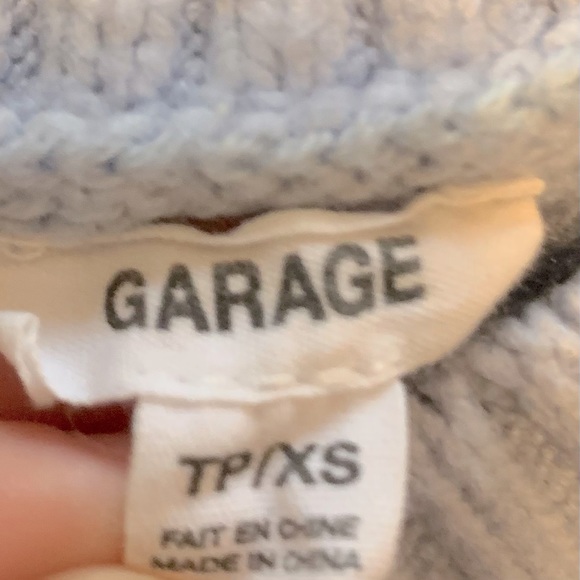 GARAGE
TP/XS
FAIT EN CHINE
MADE IN CHINA